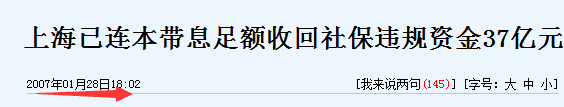 上海已连本带息足额收回社保违规资金37亿元
2007年01月28日18:02 [我来说两句(145)] [字号：大 中 小]